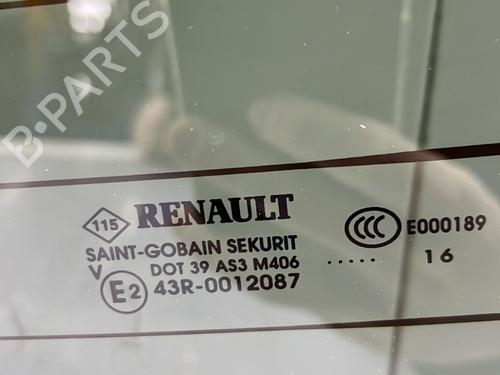 B-PARTS
115 RENAULT
SAINT-GOBAIN SEKURIT
V DOT 39 AS3 M406
E2 43R-0012087
CCC E000189
..... 16